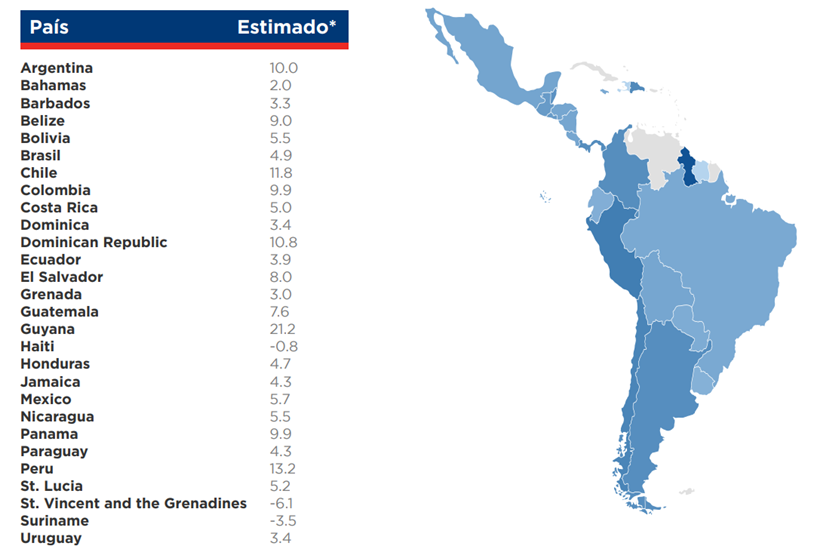 País Estimado*
Argentina 10.0
Bahamas 2.0
Barbados 3.3
Belize 9.0
Bolivia 5.5
Brasil 4.9
Chile 11.8
Colombia 9.9
Costa Rica 5.0
Dominica 3.4
Dominican Republic 10.8
Ecuador 3.9
El Salvador 8.0
Grenada 3.0
Guatemala 7.6
Guyana 21.2
Haiti -0.8
Honduras 4.7
Jamaica 4.3
Mexico 5.7
Nicaragua 5.5
Panama 9.9
Paraguay 4.3
Peru 13.2
St. Lucia 5.2
St. Vincent and the Grenadines -6.1
Suriname -3.5
Uruguay 3.4